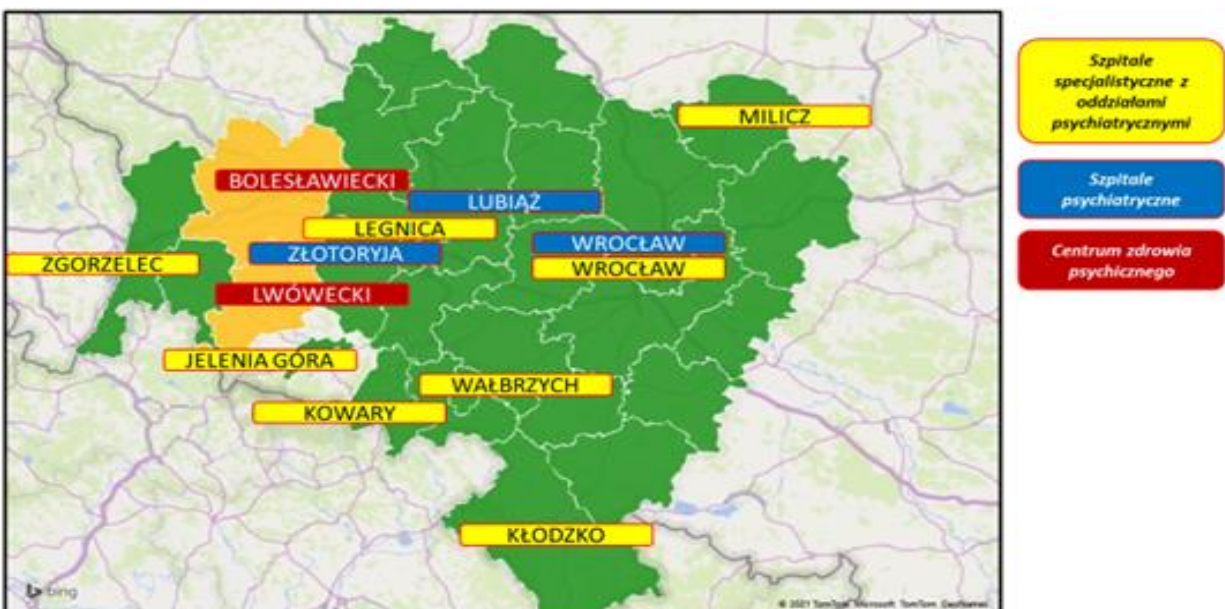 MILICZ
BOLESŁAWIECKI
LUBIĄŻ
LEGNICA
WROCŁAW
ZŁOTORYJA
ZGORZELEC
WROCŁAW
LWÓWECKI
JELENIA GÓRA
WAŁBRZYCH
KOWARY
KŁODZKO
bing
© 2021 TomTom, Microsoft, TomTom, GeoNames
Szpitale
specjalistyczne z
oddziałami
psychiatrycznymi
Szpitale
psychiatryczne
Centrum zdrowia
psychicznego